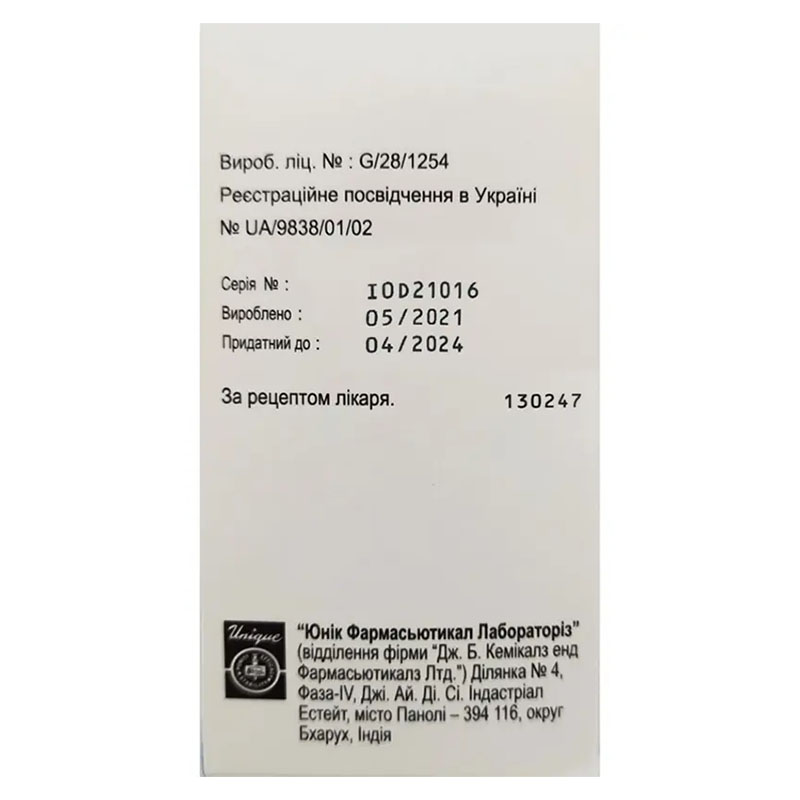 Вироб. ліц. № : G/28/1254
Реєстраційне посвідчення в Україні
№ UA/9838/01/02
Серія № : IOD21016
Вироблено : 05/2021
Придатний до : 04/2024
За рецептом лікаря. 130247
Unique
"Юнік Фармасьютикал Лабораторіз"
(відділення фірми "Дж. Б. Кемікалз енд
Фармасьютикалз Лтд.") Ділянка № 4,
Фаза-IV, Джі. Ай. Ді. Сі. Індастріал
Естейт, місто Панолі – 394 116, округ
Бхарух, Індія